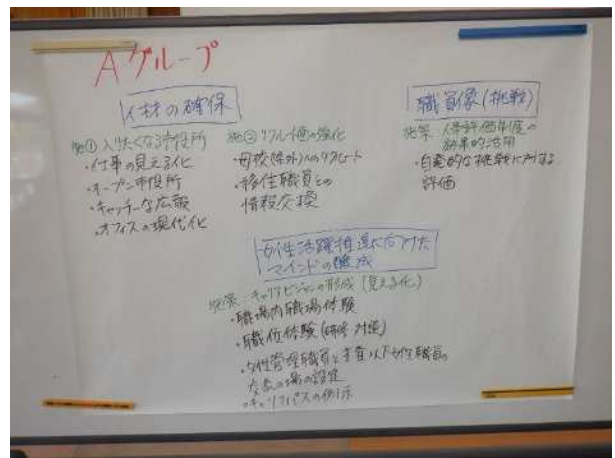 Aグループ
人材の確保
施① 入りたくなる市役所
・仕事の見える化
・オープン市役所
・キャッチーな広報
・オフィスの現代化
施② リクルート面の強化
・母校(県外)へのリクルート
・移住職員との
情報交換
職員像(挑戦)
施策 人事評価制度の
効果的活用
・自発的な挑戦に対する
評価
女性活躍推進に向けた
マインドの醸成
施策:キャリアビジョンの形成(見える化)
・職場内職場体験
・職位体験(研修・対話)
・女性管理職員と主査以下女性職員の
の場の設定
・キャリアパスの例示